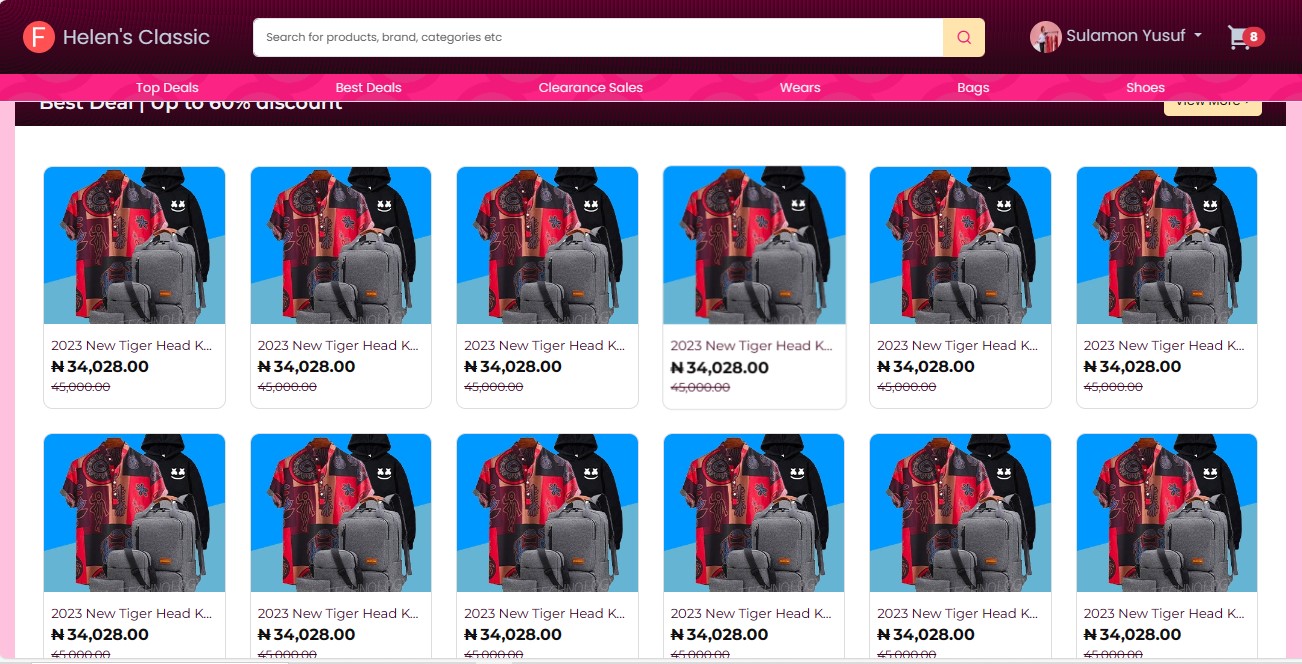 F Helen's Classic
Search for products, brand, categories etc
Sulamon Yusuf
8
Top Deals Best Deals Clearance Sales Wears Bags Shoes
Best Deal | Up to 60% discount
View More
2023 New Tiger Head K... 2023 New Tiger Head K... 2023 New Tiger Head K... 2023 New Tiger Head K... 2023 New Tiger Head K... 2023 New Tiger Head K...
₦ 34,028.00 ₦ 34,028.00 ₦ 34,028.00 ₦ 34,028.00 ₦ 34,028.00 ₦ 34,028.00
45,000.00 45,000.00 45,000.00 45,000.00 45,000.00 45,000.00
2023 New Tiger Head K... 2023 New Tiger Head K... 2023 New Tiger Head K... 2023 New Tiger Head K... 2023 New Tiger Head K... 2023 New Tiger Head K...
₦ 34,028.00 ₦ 34,028.00 ₦ 34,028.00 ₦ 34,028.00 ₦ 34,028.00 ₦ 34,028.00
45,000.00 45,000.00 45,000.00 45,000.00 45,000.00 45,000.00